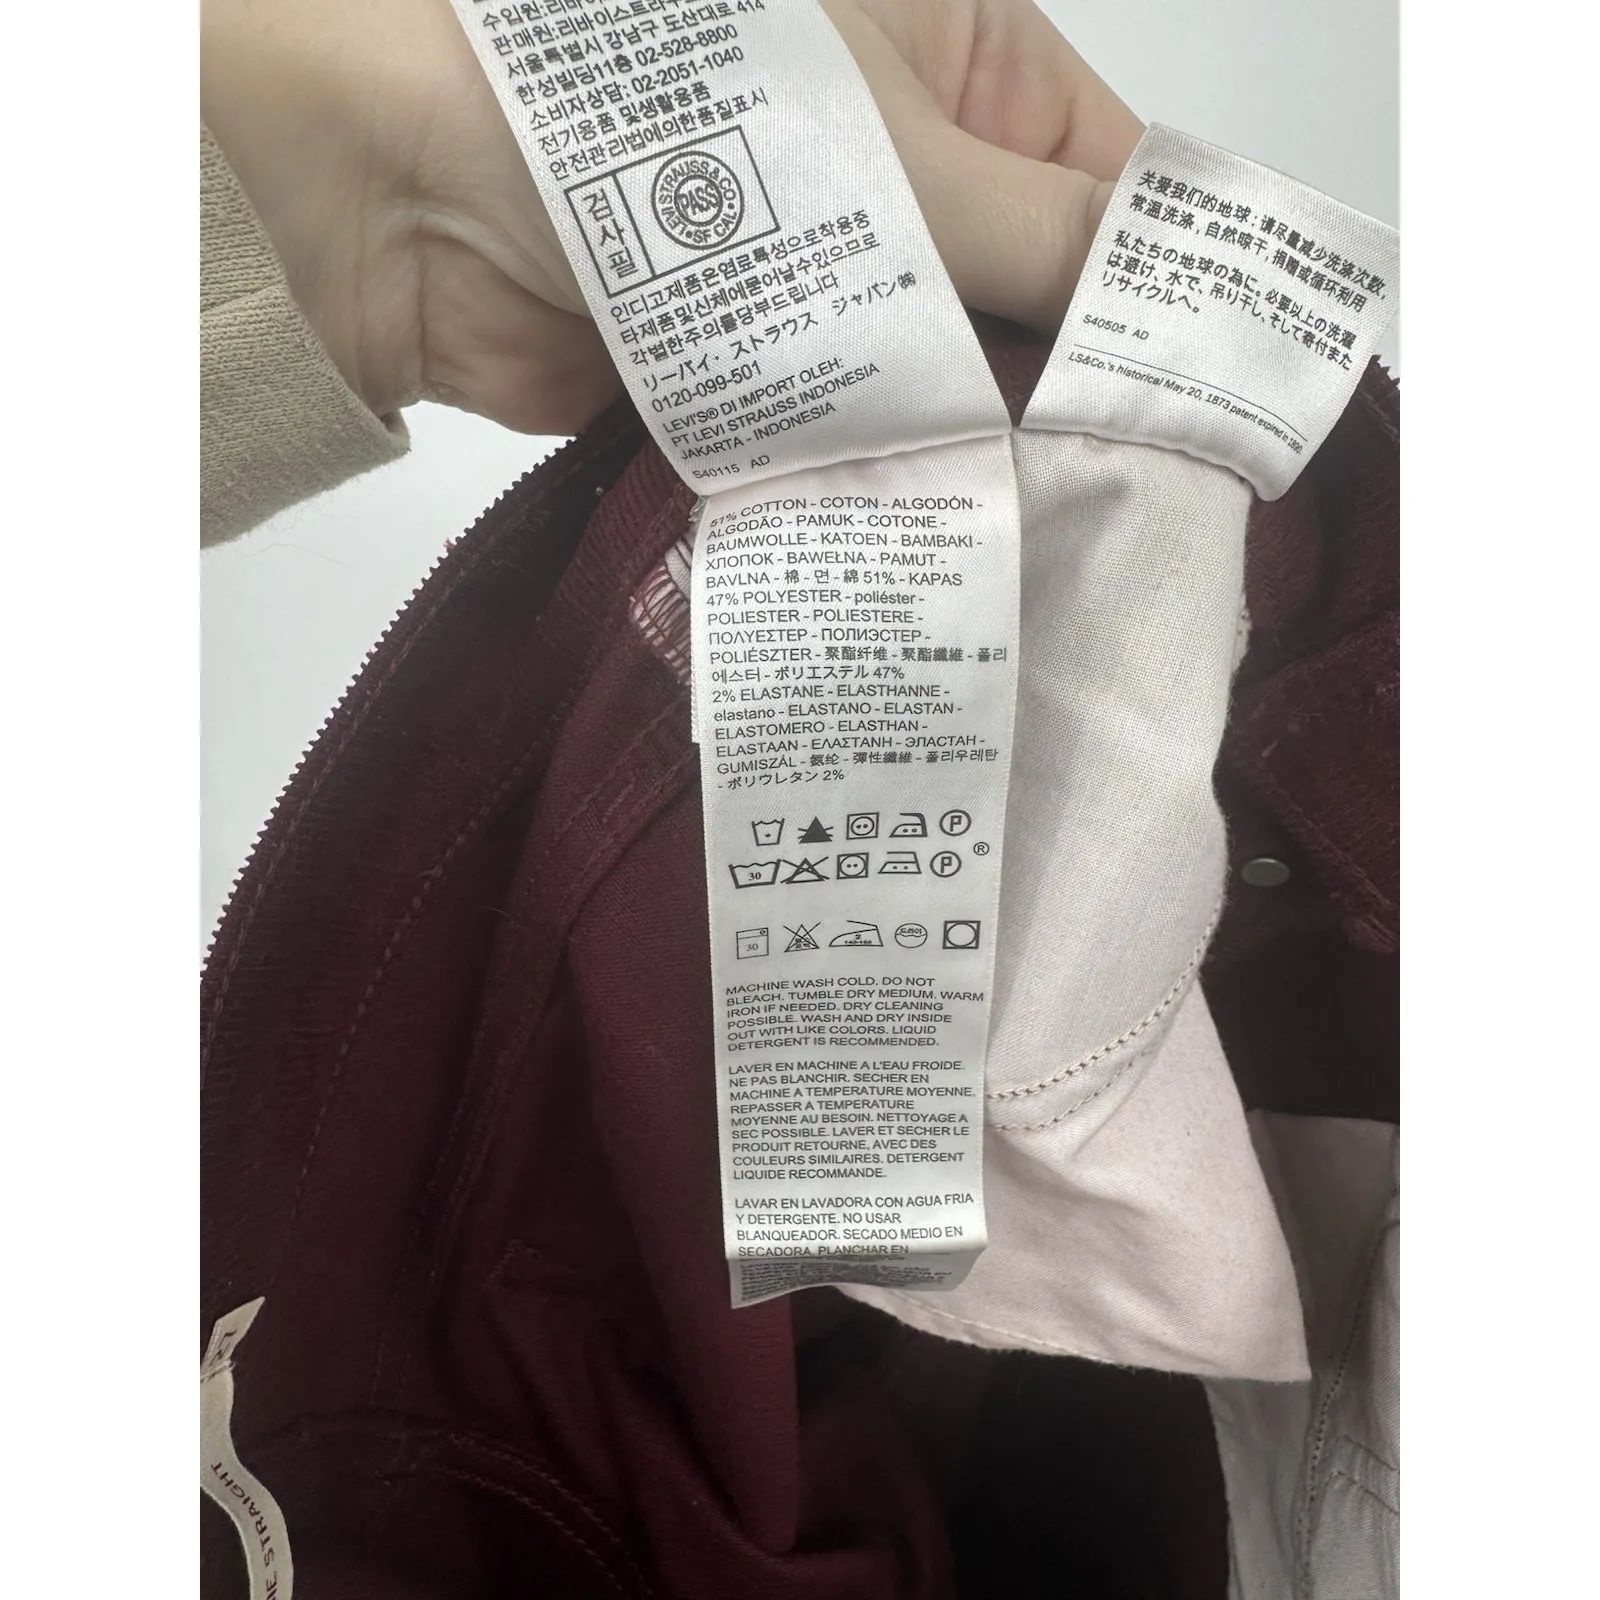 수입원:리바이
판매원:리바이스트라우
서울특별시 강남구 도산대로 414
한성빌딩11층 02-528-8800
소비자상담: 02-2051-1040
전기용품 및생활용품
안전관리법에의한품질표시
검사필
LEVI STRAUSS & CO
PASS
SF CAL
인디고제품은염료특성으로착용중
타제품및신체에묻어날수있으므로
각별한주의를당부드립니다
リーバイ・ストラウス ジャパン㈱
0120-099-501
LEVI'S® DI IMPORT OLEH:
PT LEVI STRAUSS INDONESIA
JAKARTA - INDONESIA
S40115 AD
关爱我们的地球：请尽量减少洗涤次数，
常温洗涤，自然晾干，捐赠或循环利用
私たちの地球の為に。必要以上の洗濯
は避け、水で、吊り干し、そして寄付また
リサイクルへ。
S40505 AD
LS&Co.'s historical May 20, 1873 patent expired in 1890.
51% COTTON - COTON - ALGODÓN -
ALGODÃO - PAMUK - COTONE -
BAUMWOLLE - KATOEN - BAMBAKI -
ХЛОПОК - BAWEŁNA - PAMUT -
BAVLNA - 棉 - 면 - 綿 51% - KAPAS
47% POLYESTER - poliéster -
POLIESTER - POLIESTERE -
ΠΟΛΥΕΣΤΕΡ - ПОЛИЭСТЕР -
POLIÉSZTER - 聚酯纤维 - 聚酯纖維 - 폴리
에스터 - ポリエステル 47%
2% ELASTANE - ELASTHANNE -
elastano - ELASTANO - ELASTAN -
ELASTOMERO - ELASTHAN -
ELASTAAN - ΕΛΑΣΤΑΝΗ - ЭЛАСТАН -
GUMISZÁL - 氨纶 - 彈性纖維 - 폴리우레탄
- ポリウレタン 2%
P
30 P ®
30 2 140-160 드라이
MACHINE WASH COLD. DO NOT
BLEACH. TUMBLE DRY MEDIUM. WARM
IRON IF NEEDED. DRY CLEANING
POSSIBLE. WASH AND DRY INSIDE
OUT WITH LIKE COLORS. LIQUID
DETERGENT IS RECOMMENDED.
LAVER EN MACHINE A L'EAU FROIDE.
NE PAS BLANCHIR. SECHER EN
MACHINE A TEMPERATURE MOYENNE.
REPASSER A TEMPERATURE
MOYENNE AU BESOIN. NETTOYAGE A
SEC POSSIBLE. LAVER ET SECHER LE
PRODUIT RETOURNE, AVEC DES
COULEURS SIMILAIRES. DETERGENT
LIQUIDE RECOMMANDE.
LAVAR EN LAVADORA CON AGUA FRIA
Y DETERGENTE. NO USAR
BLANQUEADOR. SECADO MEDIO EN
SECADORA. PLANCHAR EN
STRAIGHT